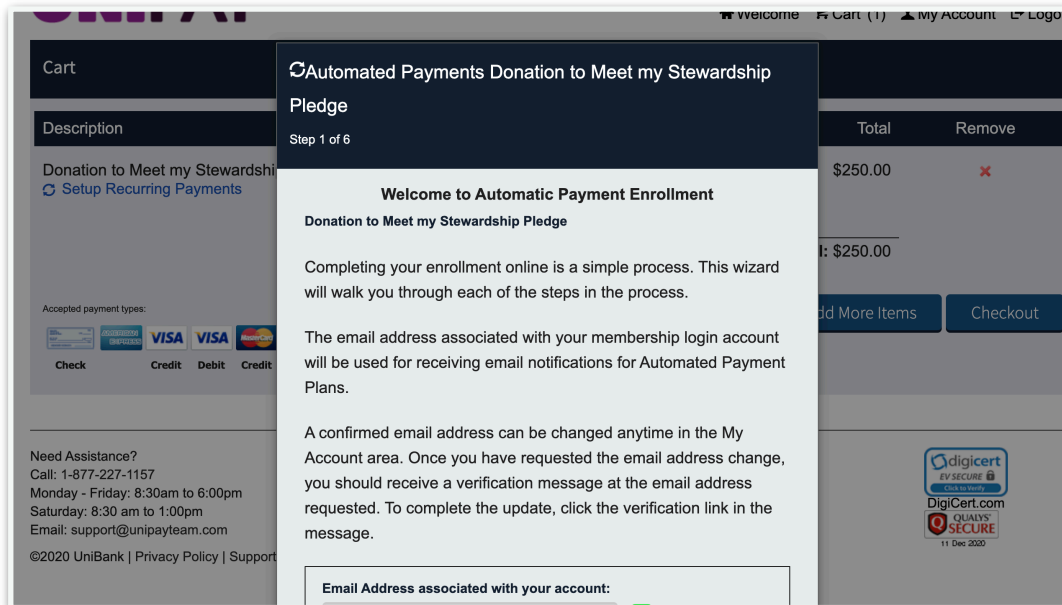 Welcome Cart (1) My Account Logo
Cart
Description
Total
Remove
Donation to Meet my Stewardshi
$250.00
Setup Recurring Payments
l: $250.00
Accepted payment types:
dd More Items
Checkout
AMERICAN EXPRESS
VISA
VISA
MasterCard
Check
Credit
Debit
Credit
Automated Payments Donation to Meet my Stewardship
Pledge
Step 1 of 6
Welcome to Automatic Payment Enrollment
Donation to Meet my Stewardship Pledge
Completing your enrollment online is a simple process. This wizard
will walk you through each of the steps in the process.
The email address associated with your membership login account
will be used for receiving email notifications for Automated Payment
Plans.
A confirmed email address can be changed anytime in the My
Account area. Once you have requested the email address change,
you should receive a verification message at the email address
requested. To complete the update, click the verification link in the
message.
Email Address associated with your account:
Need Assistance?
Call: 1-877-227-1157
Monday - Friday: 8:30am to 6:00pm
Saturday: 8:30 am to 1:00pm
Email: support@unipayteam.com
©2020 UniBank | Privacy Policy | Support
digicert
EV SECURE
Click to Verify
DigiCert.com
QUALYS'
SECURE
11 Dec 2020